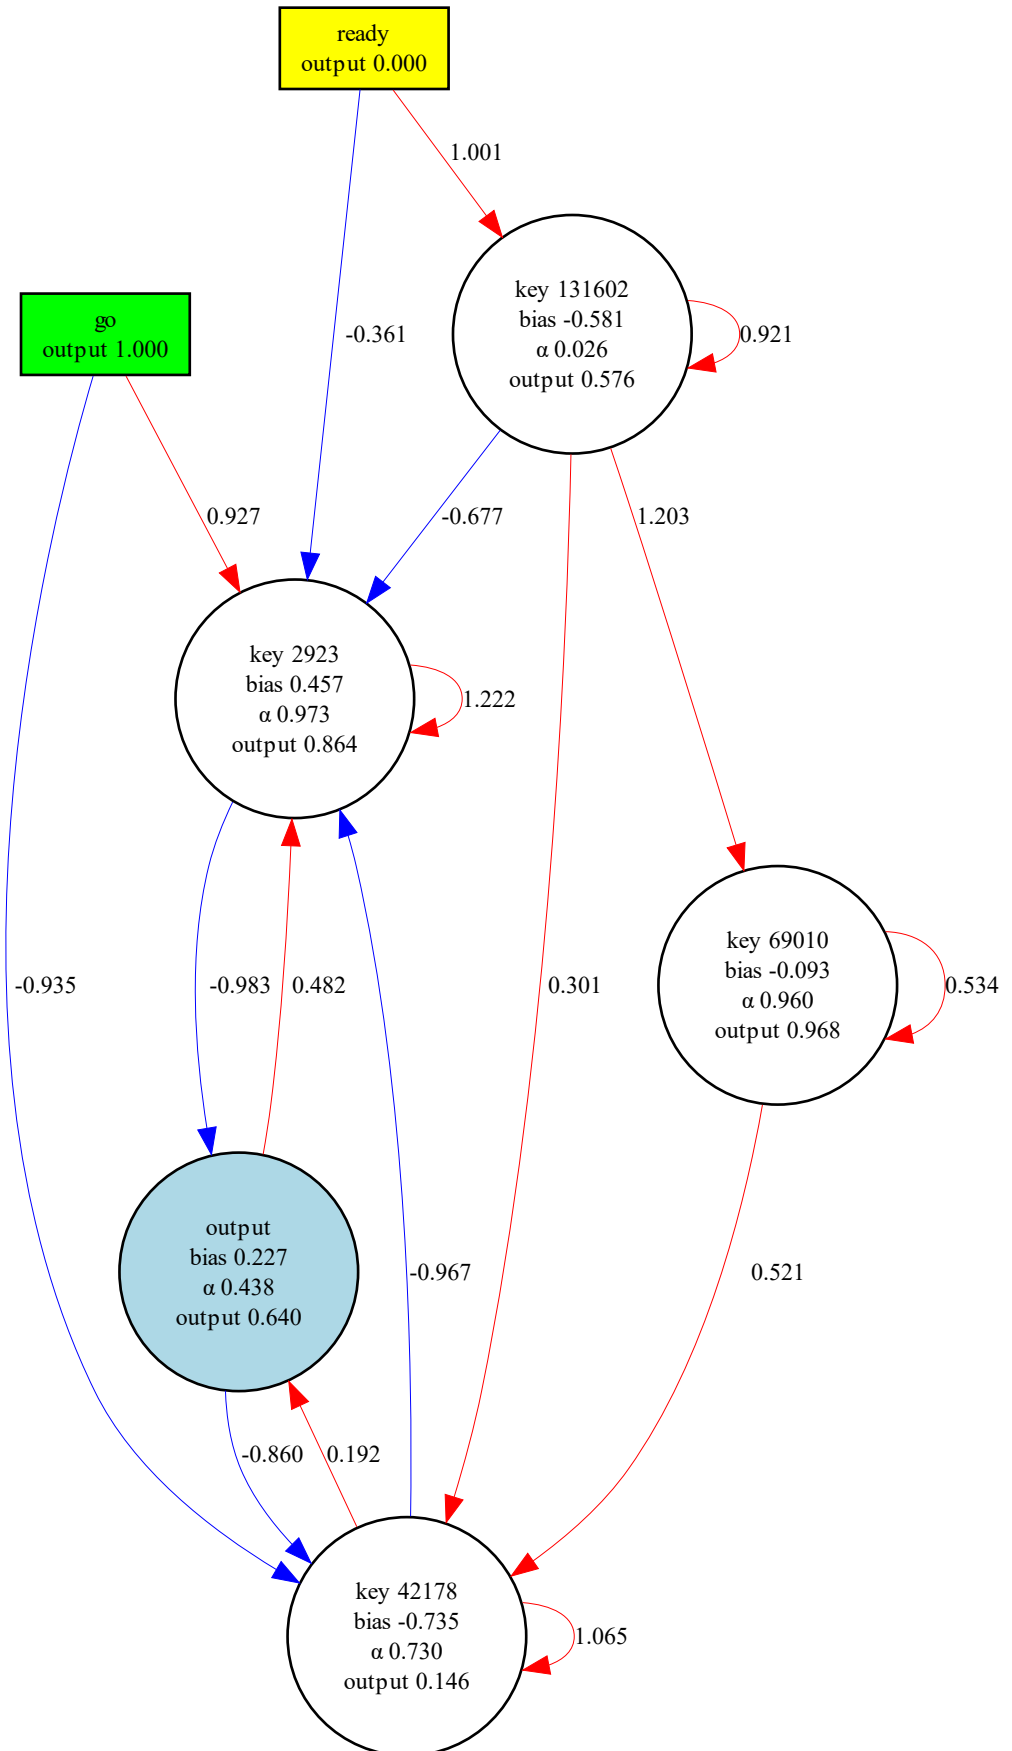 ready
output 0.000
1.001
key 131602
bias -0.581
α 0.026
output 0.576
0.921
-0.361
go
output 1.000
0.927
-0.677
1.203
key 2923
bias 0.457
α 0.973
output 0.864
1.222
key 69010
bias -0.093
α 0.960
output 0.968
0.534
-0.935
-0.983
0.482
0.301
output
bias 0.227
α 0.438
output 0.640
-0.967
0.521
-0.860
0.192
key 42178
bias -0.735
α 0.730
output 0.146
1.065